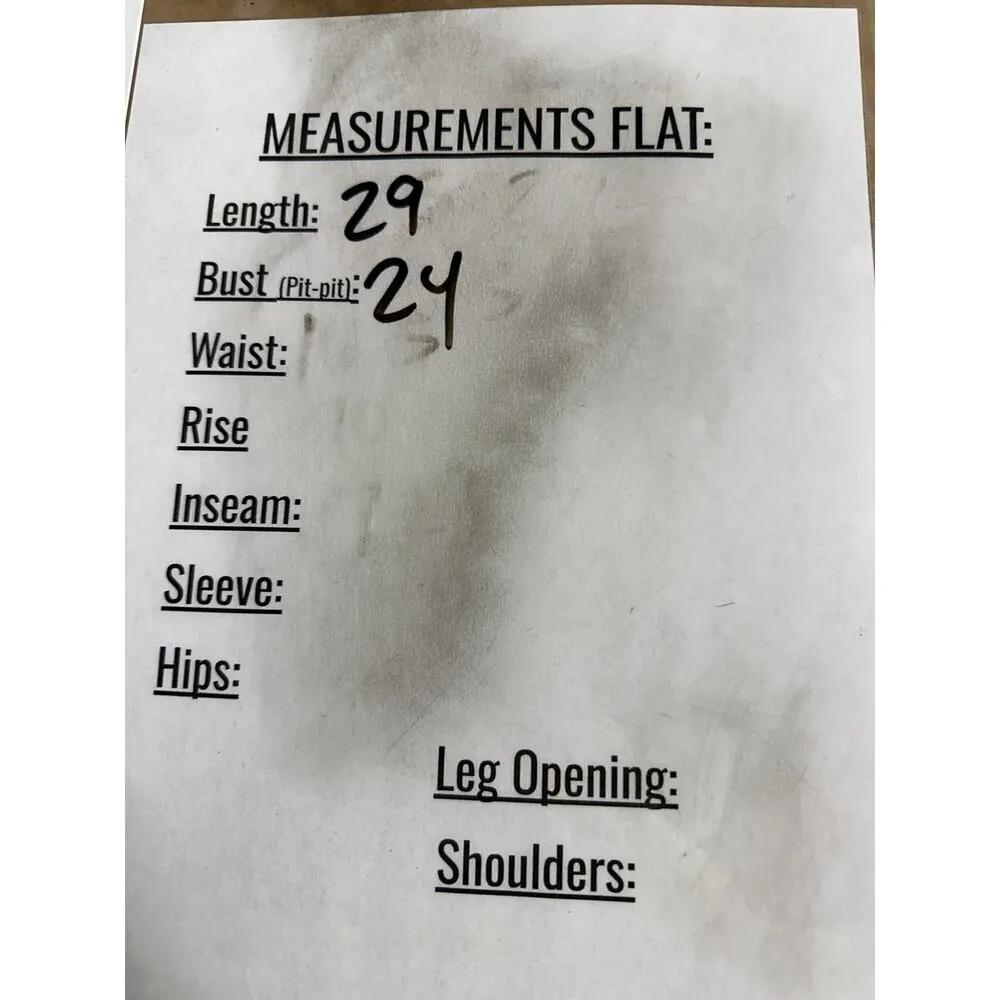 MEASUREMENTS FLAT:
Length: 29
Bust (Pit-pit): 24
Waist:
Rise
Inseam:
Sleeve:
Hips:
Leg Opening:
Shoulders: